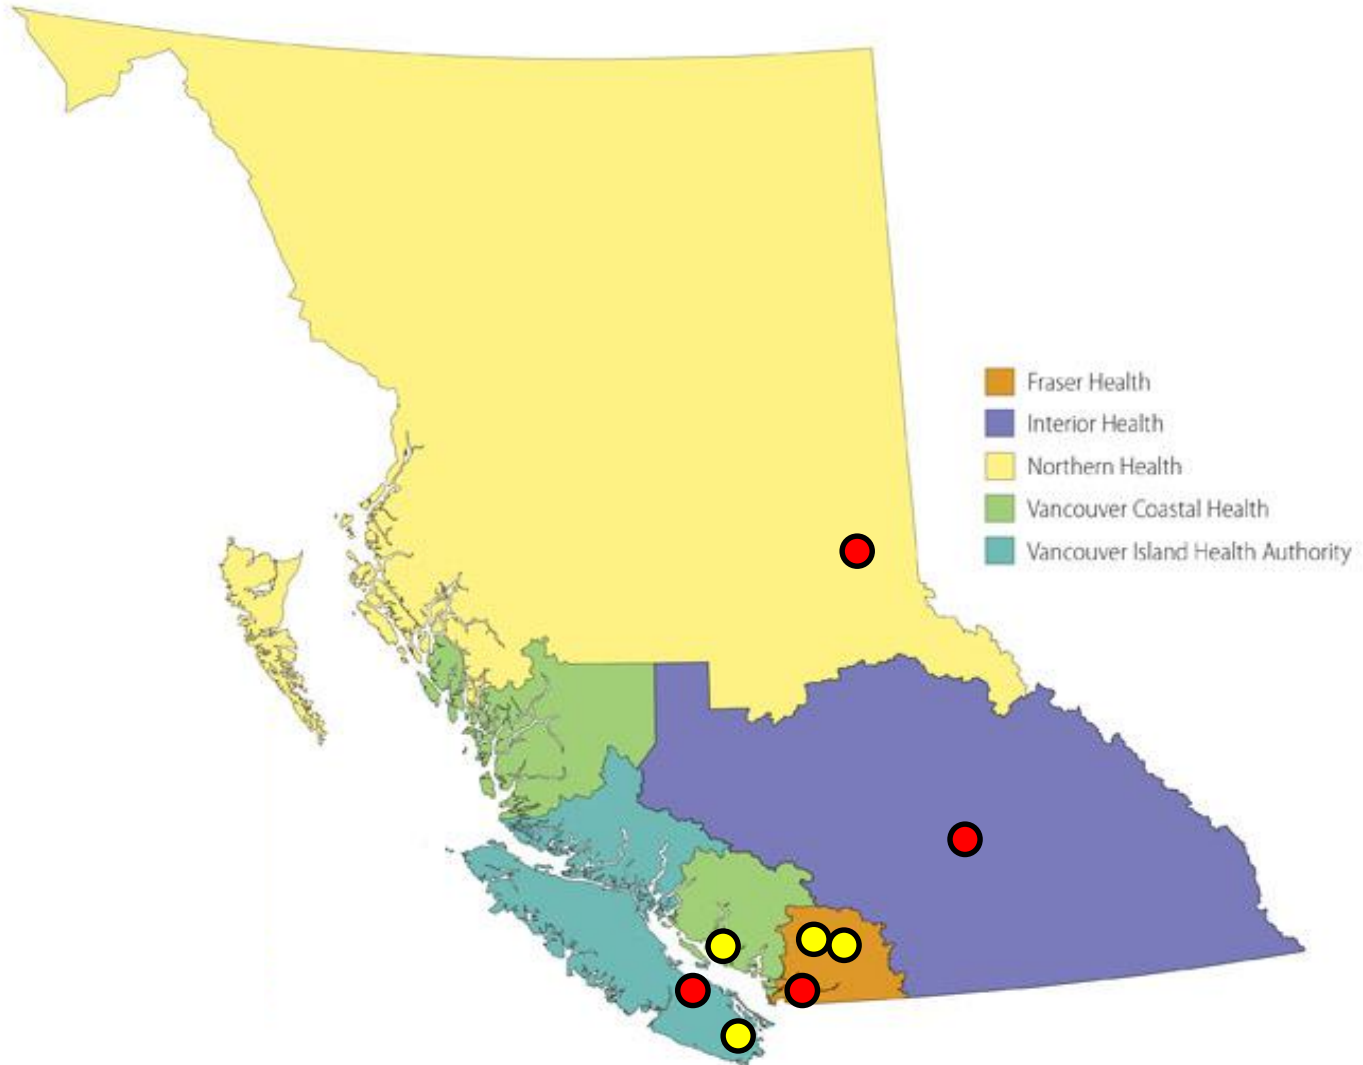 Fraser Health
Interior Health
Northern Health
Vancouver Coastal Health
Vancouver Island Health Authority